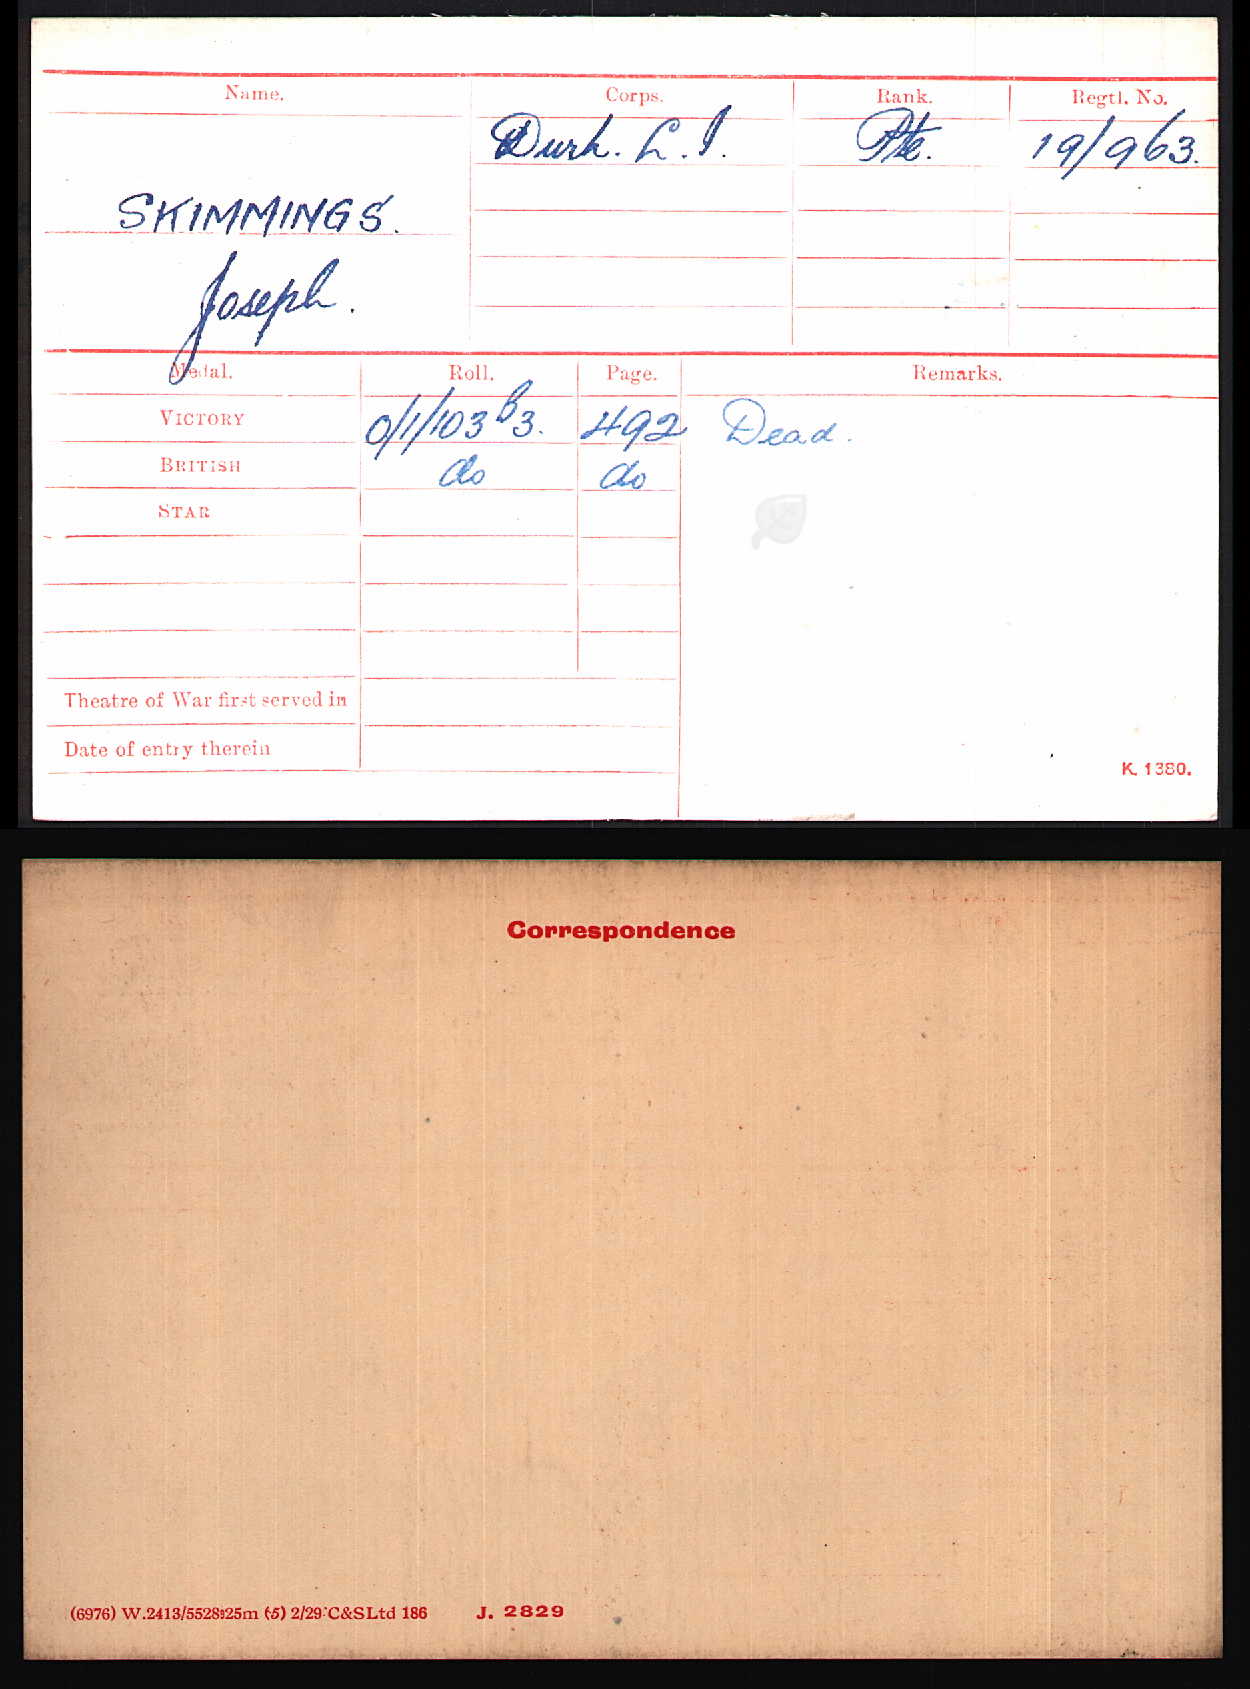 Name. Corps. Rank. Regtl. No.
Durh. L.I. Pte. 19/963.
SKIMMINGS.
Joseph.
Medal. Roll. Page. Remarks.
VICTORY 0/1/103 B3. 492 Dead.
BRITISH do do
STAR
Theatre of War first served in
Date of entry therein
K. 1380.
Correspondence
(6976) W.2413/5528 25m (5) 2/29 C&SLtd 186 J. 2829